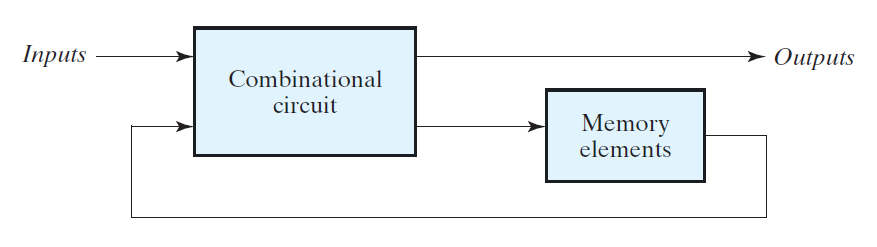 Inputs
Combinational
circuit
Outputs
Memory
elements